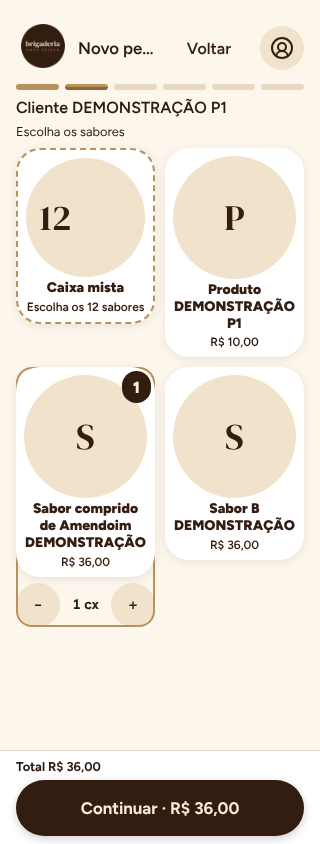 brigaderia
Novo pe...
Voltar
Cliente DEMONSTRAÇÃO P1
Escolha os sabores
12
Caixa mista
Escolha os 12 sabores
P
Produto
DEMONSTRAÇÃO
P1
R$ 10,00
1
S
Sabor comprido
de Amendoim
DEMONSTRAÇÃO
R$ 36,00
- 1 cx +
S
Sabor B
DEMONSTRAÇÃO
R$ 36,00
Total R$ 36,00
Continuar · R$ 36,00